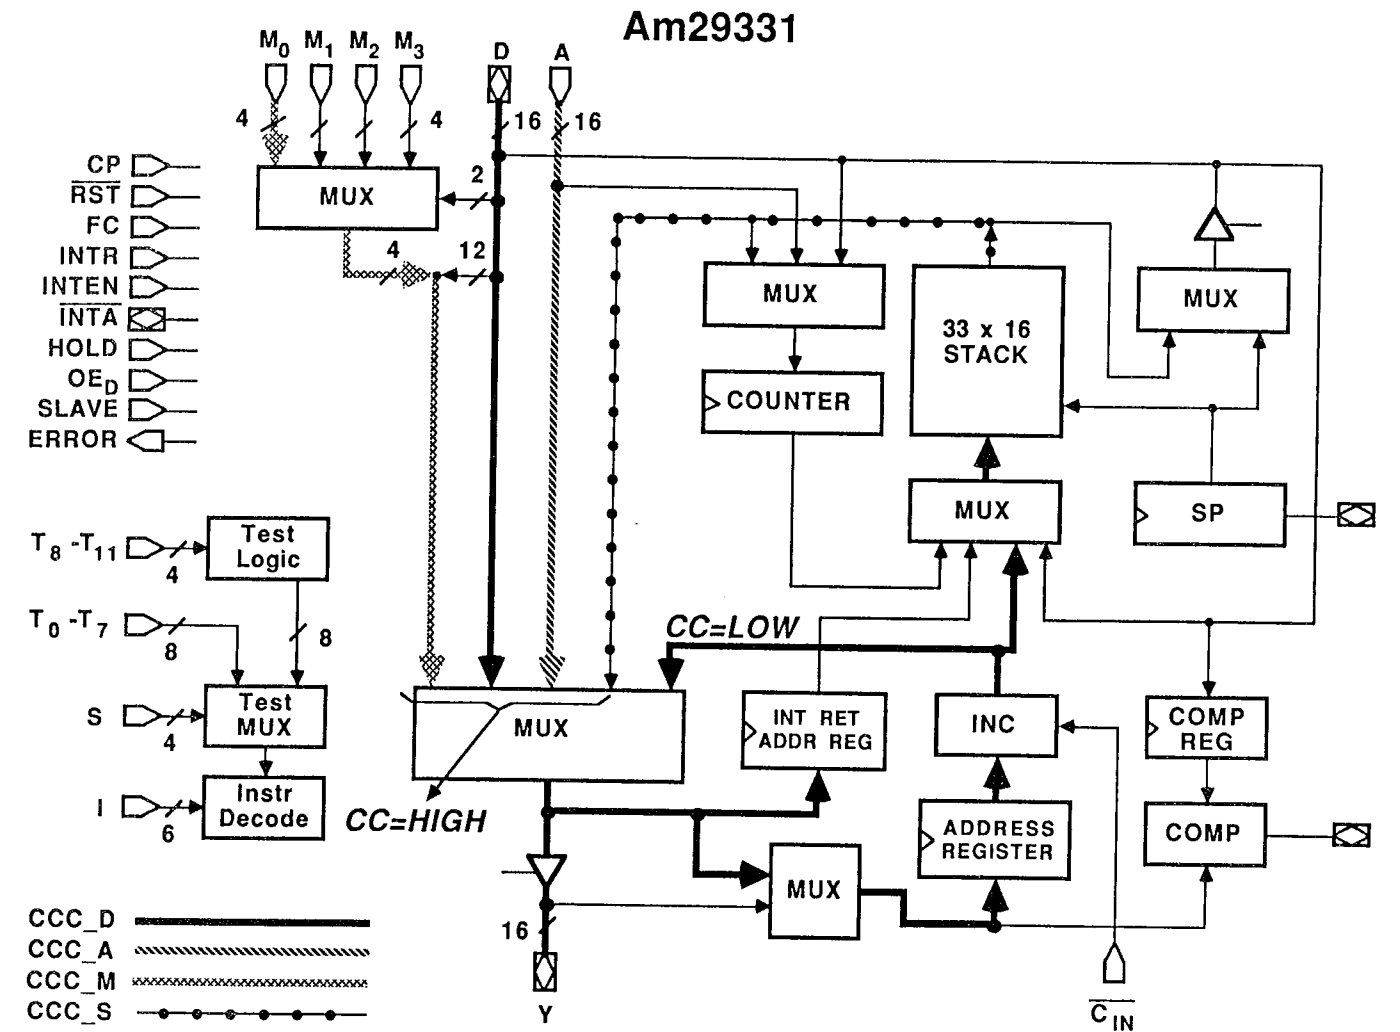 Am29331
M0 M1 M2 M3 D A
4 4 16 16
CP
RST
FC
INTR
INTEN
INTA
HOLD
OED
SLAVE
ERROR
MUX
2
4 12
MUX
COUNTER
33 x 16
STACK
MUX
MUX
SP
T8 -T11
4
Test
Logic
8
T0 -T7
8
S
4
Test
MUX
I
6
Instr
Decode
CC=LOW
MUX
CC=HIGH
INT RET
ADDR REG
INC
COMP
REG
ADDRESS
REGISTER
COMP
MUX
16
Y
CIN
CCC_D
CCC_A
CCC_M
CCC_S